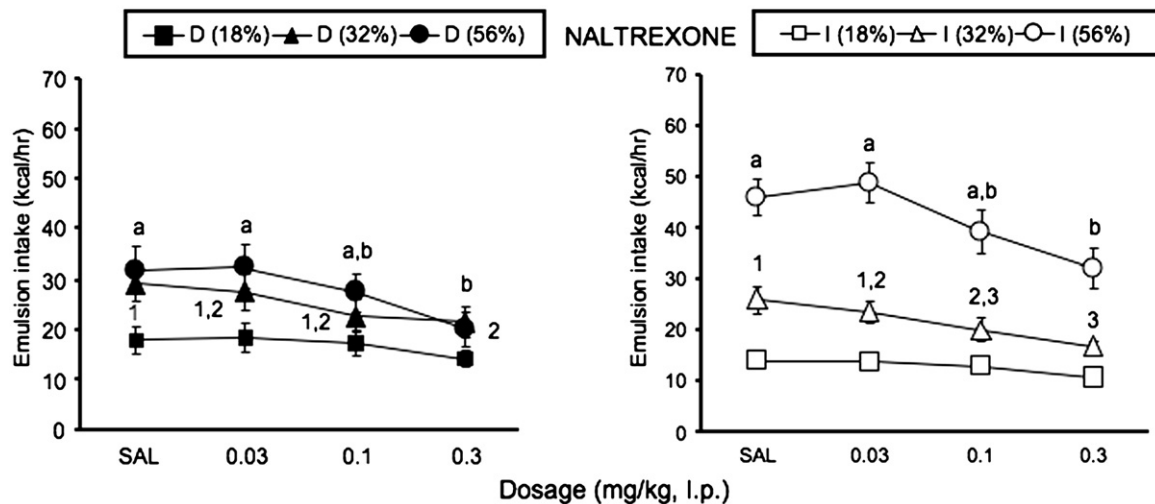 D (18%) D (32%) D (56%) NALTREXONE I (18%) I (32%) I (56%)
Emulsion intake (kcal/hr)
70
60
50
40
30
20
10
0
a
a
a,b
b
1
1,2
1,2
2
SAL 0.03 0.1 0.3
Emulsion intake (kcal/hr)
70
60
50
40
30
20
10
0
a
a
a,b
b
1
1,2
2,3
3
SAL 0.03 0.1 0.3
Dosage (mg/kg, I.p.)